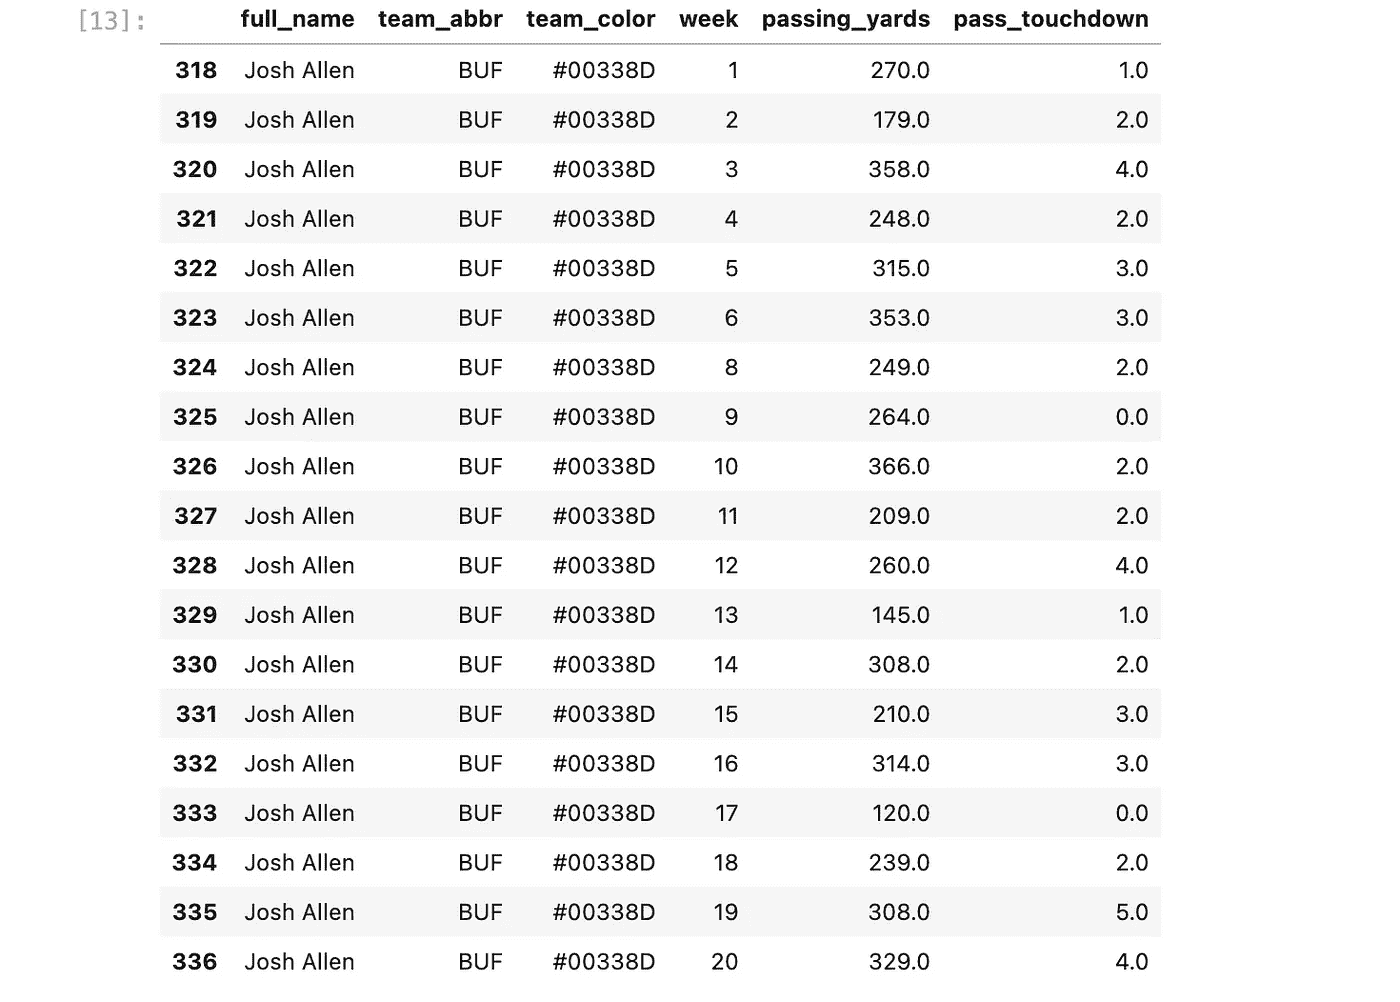 [13]: full_name team_abbr team_color week passing_yards pass_touchdown
318 Josh Allen BUF #00338D 1 270.0 1.0
319 Josh Allen BUF #00338D 2 179.0 2.0
320 Josh Allen BUF #00338D 3 358.0 4.0
321 Josh Allen BUF #00338D 4 248.0 2.0
322 Josh Allen BUF #00338D 5 315.0 3.0
323 Josh Allen BUF #00338D 6 353.0 3.0
324 Josh Allen BUF #00338D 8 249.0 2.0
325 Josh Allen BUF #00338D 9 264.0 0.0
326 Josh Allen BUF #00338D 10 366.0 2.0
327 Josh Allen BUF #00338D 11 209.0 2.0
328 Josh Allen BUF #00338D 12 260.0 4.0
329 Josh Allen BUF #00338D 13 145.0 1.0
330 Josh Allen BUF #00338D 14 308.0 2.0
331 Josh Allen BUF #00338D 15 210.0 3.0
332 Josh Allen BUF #00338D 16 314.0 3.0
333 Josh Allen BUF #00338D 17 120.0 0.0
334 Josh Allen BUF #00338D 18 239.0 2.0
335 Josh Allen BUF #00338D 19 308.0 5.0
336 Josh Allen BUF #00338D 20 329.0 4.0